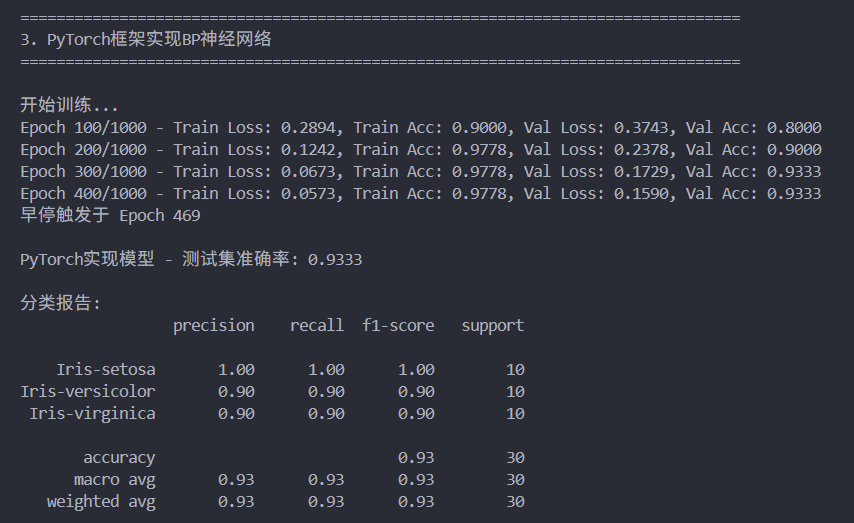 ================================================================================
3. PyTorch框架实现BP神经网络
================================================================================
开始训练...
Epoch 100/1000 - Train Loss: 0.2894, Train Acc: 0.9000, Val Loss: 0.3743, Val Acc: 0.8000
Epoch 200/1000 - Train Loss: 0.1242, Train Acc: 0.9778, Val Loss: 0.2378, Val Acc: 0.9000
Epoch 300/1000 - Train Loss: 0.0673, Train Acc: 0.9778, Val Loss: 0.1729, Val Acc: 0.9333
Epoch 400/1000 - Train Loss: 0.0573, Train Acc: 0.9778, Val Loss: 0.1590, Val Acc: 0.9333
早停触发于 Epoch 469
PyTorch实现模型 - 测试集准确率: 0.9333
分类报告:
precision recall f1-score support
Iris-setosa 1.00 1.00 1.00 10
Iris-versicolor 0.90 0.90 0.90 10
Iris-virginica 0.90 0.90 0.90 10
accuracy 0.93 30
macro avg 0.93 0.93 0.93 30
weighted avg 0.93 0.93 0.93 30